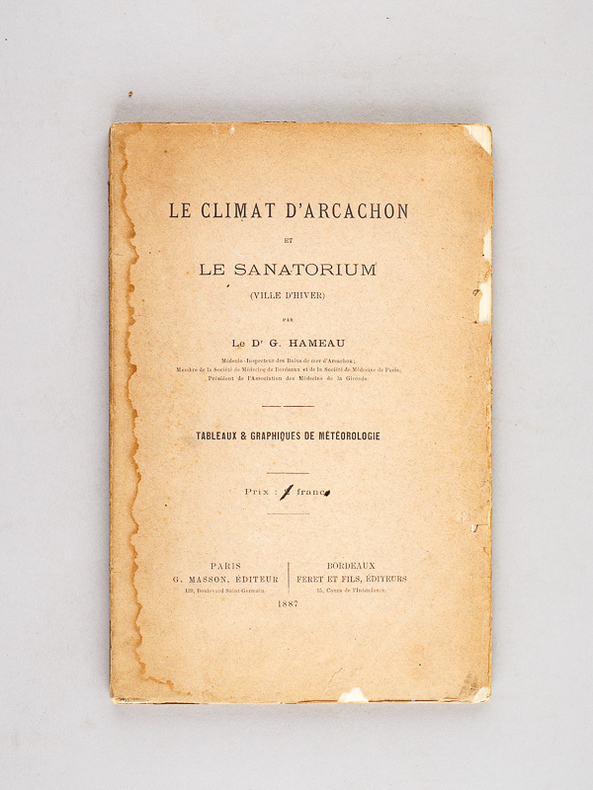 LE CLIMAT D'ARCACHON
ET
LE SANATORIUM
(VILLE D'HIVER)
PAR
Le Dr G. HAMEAU
Médecin-Inspecteur des Bains de mer d'Arcachon;
Membre de la Société de Médecine de Bordeaux et de la Société de Médecine de Paris;
Président de l'Association des Médecins de la Gironde.
TABLEAUX & GRAPHIQUES DE MÉTÉOROLOGIE
Prix : franc
PARIS
G. MASSON, ÉDITEUR
120, Boulevard Saint-Germain.
BORDEAUX
FERET ET FILS, ÉDITEURS
15, Cours de l'Intendance.
1887